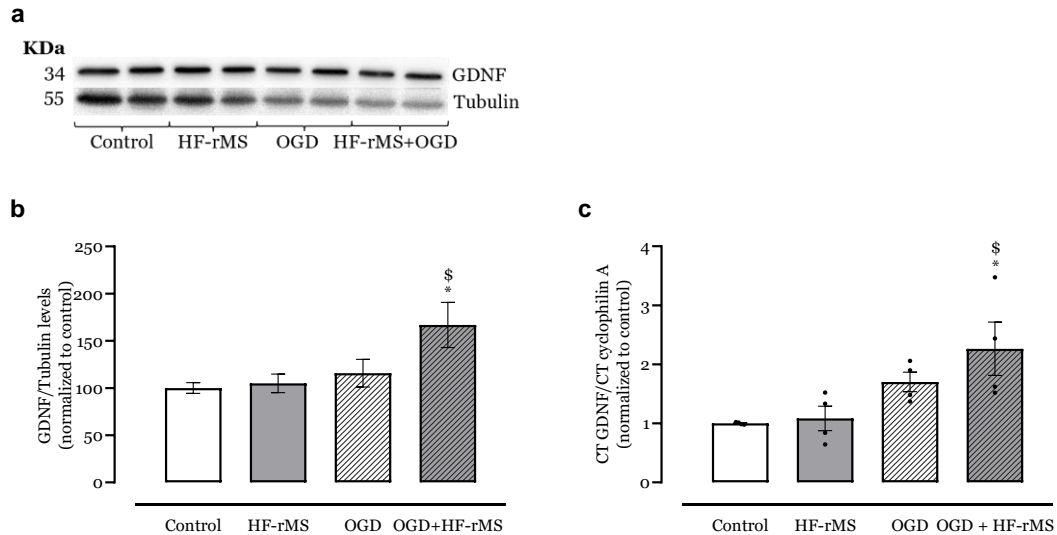 a
KDa
34 GDNF
55 Tubulin
Control HF-rMS OGD HF-rMS+OGD
b
GDNF/Tubulin levels
(normalized to control)
250
200
150
100
50
0
$
*
Control HF-rMS OGD OGD+HF-rMS
c
CT GDNF/CT cyclophilin A
(normalized to control)
4
3
2
1
0
$
*
Control HF-rMS OGD OGD + HF-rMS